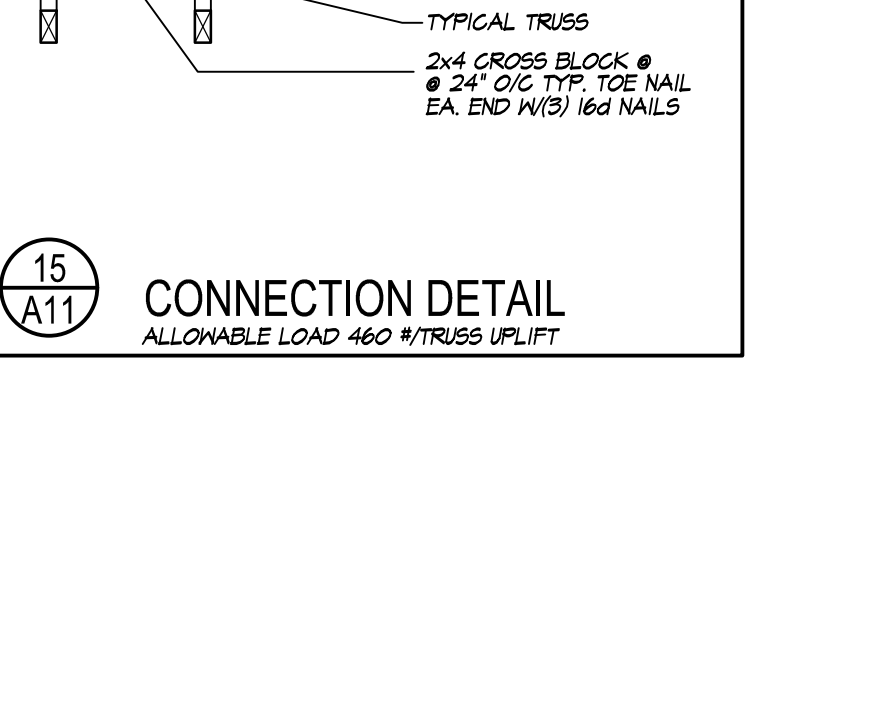 TYPICAL TRUSS
2x4 CROSS BLOCK @
@ 24" O/C TYP. TOE NAIL
EA. END W/(3) 16d NAILS
15
A11
CONNECTION DETAIL
ALLOWABLE LOAD 460 #/TRUSS UPLIFT